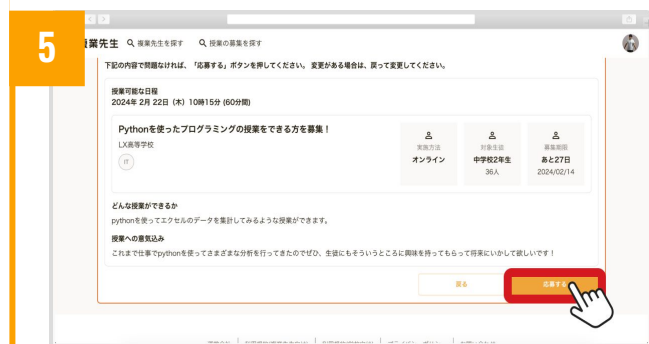 5
業先生 複業先生を探す 授業の募集を探す
下記の内容で問題なければ、「応募する」ボタンを押してください。 変更がある場合は、戻って変更してください。
授業可能な日程
2024年 2月 22日（木）10時15分 (60分間)
Pythonを使ったプログラミングの授業をできる方を募集！
LX高等学校
IT
実施方法
オンライン
対象生徒
中学校2年生
36人
募集期間
あと27日
2024/02/14
どんな授業ができるか
pythonを使ってエクセルのデータを集計してみるような授業ができます。
授業への意気込み
これまで仕事でpythonを使ってさまざまな分析を行ってきたのでぜひ、生徒にもそういうところに興味を持ってもらって将来にいかして欲しいです！
戻る
応募する